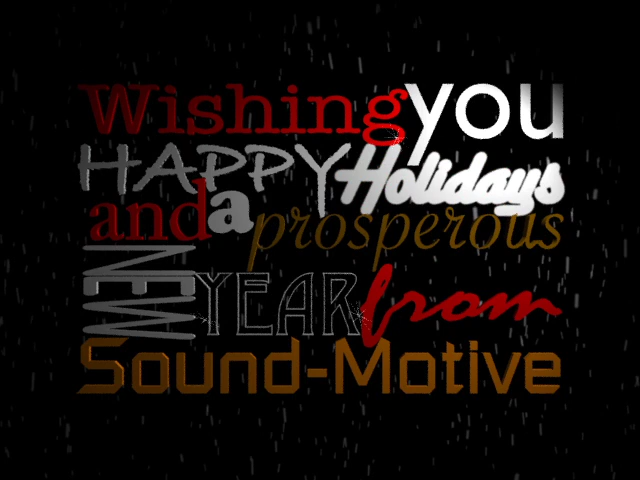 Wishing you
HAPPY Holidays
and a prosperous
NEW YEAR from
Sound-Motive